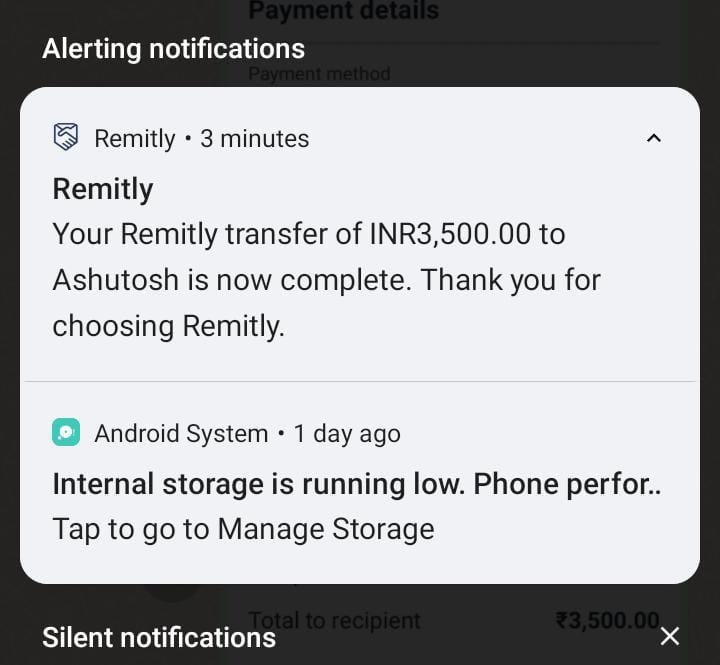 Payment details
Alerting notifications
Payment method
Remitly • 3 minutes
Remitly
Your Remitly transfer of INR3,500.00 to
Ashutosh is now complete. Thank you for
choosing Remitly.
Android System • 1 day ago
Internal storage is running low. Phone perfor..
Tap to go to Manage Storage
Total to recipient ₹3,500.00
Silent notifications